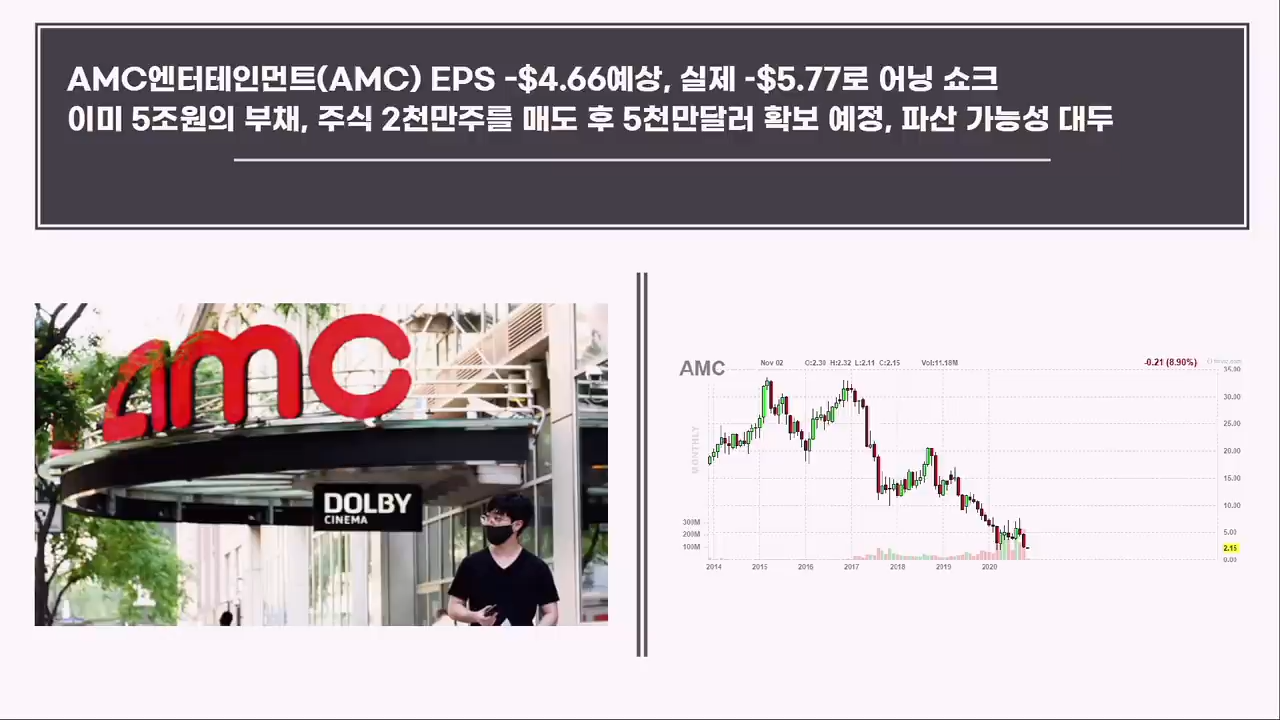 AMC엔터테인먼트(AMC) EPS -$4.66예상, 실제 -$5.77로 어닝 쇼크
이미 5조원의 부채, 주식 2천만주를 매도 후 5천만달러 확보 예정, 파산 가능성 대두
amc
DOLBY
CINEMA
AMC
Nov 02 O:2.30 H:2.32 L:2.11 C:2.15 Vol:11.18M
-0.21 (8.90%)
MONTHLY
35.00
30.00
25.00
20.00
15.00
10.00
5.00
2.15
0.00
300M
200M
100M
2014 2015 2016 2017 2018 2019 2020